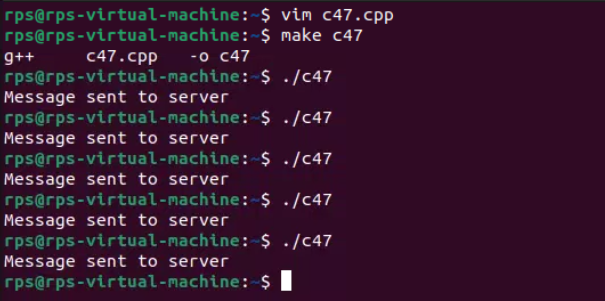 rps@rps-virtual-machine:~$ vim c47.cpp
rps@rps-virtual-machine:~$ make c47
g++     c47.cpp   -o c47
rps@rps-virtual-machine:~$ ./c47
Message sent to server
rps@rps-virtual-machine:~$ ./c47
Message sent to server
rps@rps-virtual-machine:~$ ./c47
Message sent to server
rps@rps-virtual-machine:~$ ./c47
Message sent to server
rps@rps-virtual-machine:~$ ./c47
Message sent to server
rps@rps-virtual-machine:~$